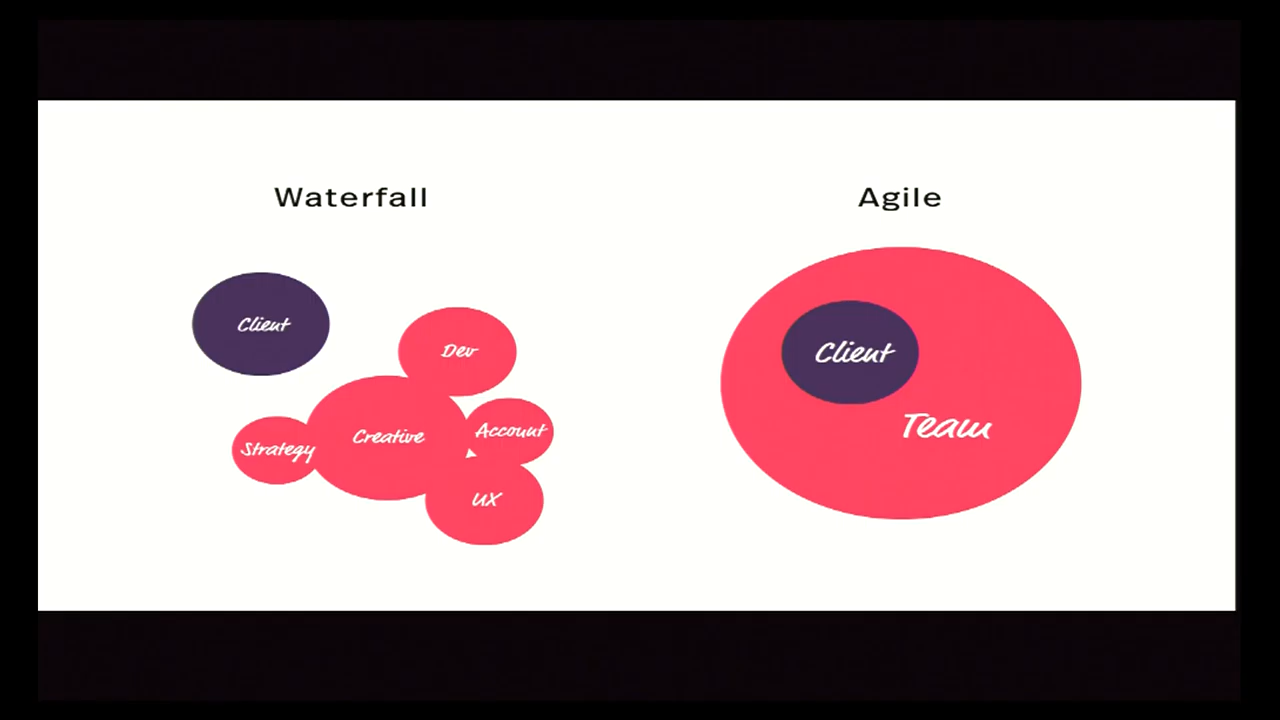 Waterfall
Client
Dev
Strategy
Creative
Account
UX
Agile
Client
Team